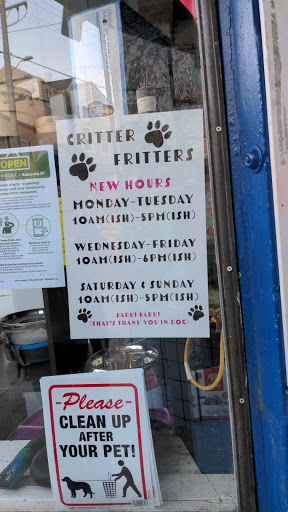 OPEN
CRITTER
FRITTERS
NEW HOURS
MONDAY-TUESDAY
10AM(ISH)-5PM(ISH)
WEDNESDAY-FRIDAY
10AM(ISH)-6PM(ISH)
SATURDAY & SUNDAY
10AM(ISH)-5PM(ISH)
BARK! BARK!
(THAT'S THANK YOU IN DOG)
-Please-
CLEAN UP
AFTER
YOUR PET!